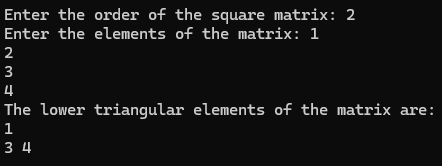 Enter the order of the square matrix: 2
Enter the elements of the matrix: 1
2
3
4
The lower triangular elements of the matrix are:
1
3 4